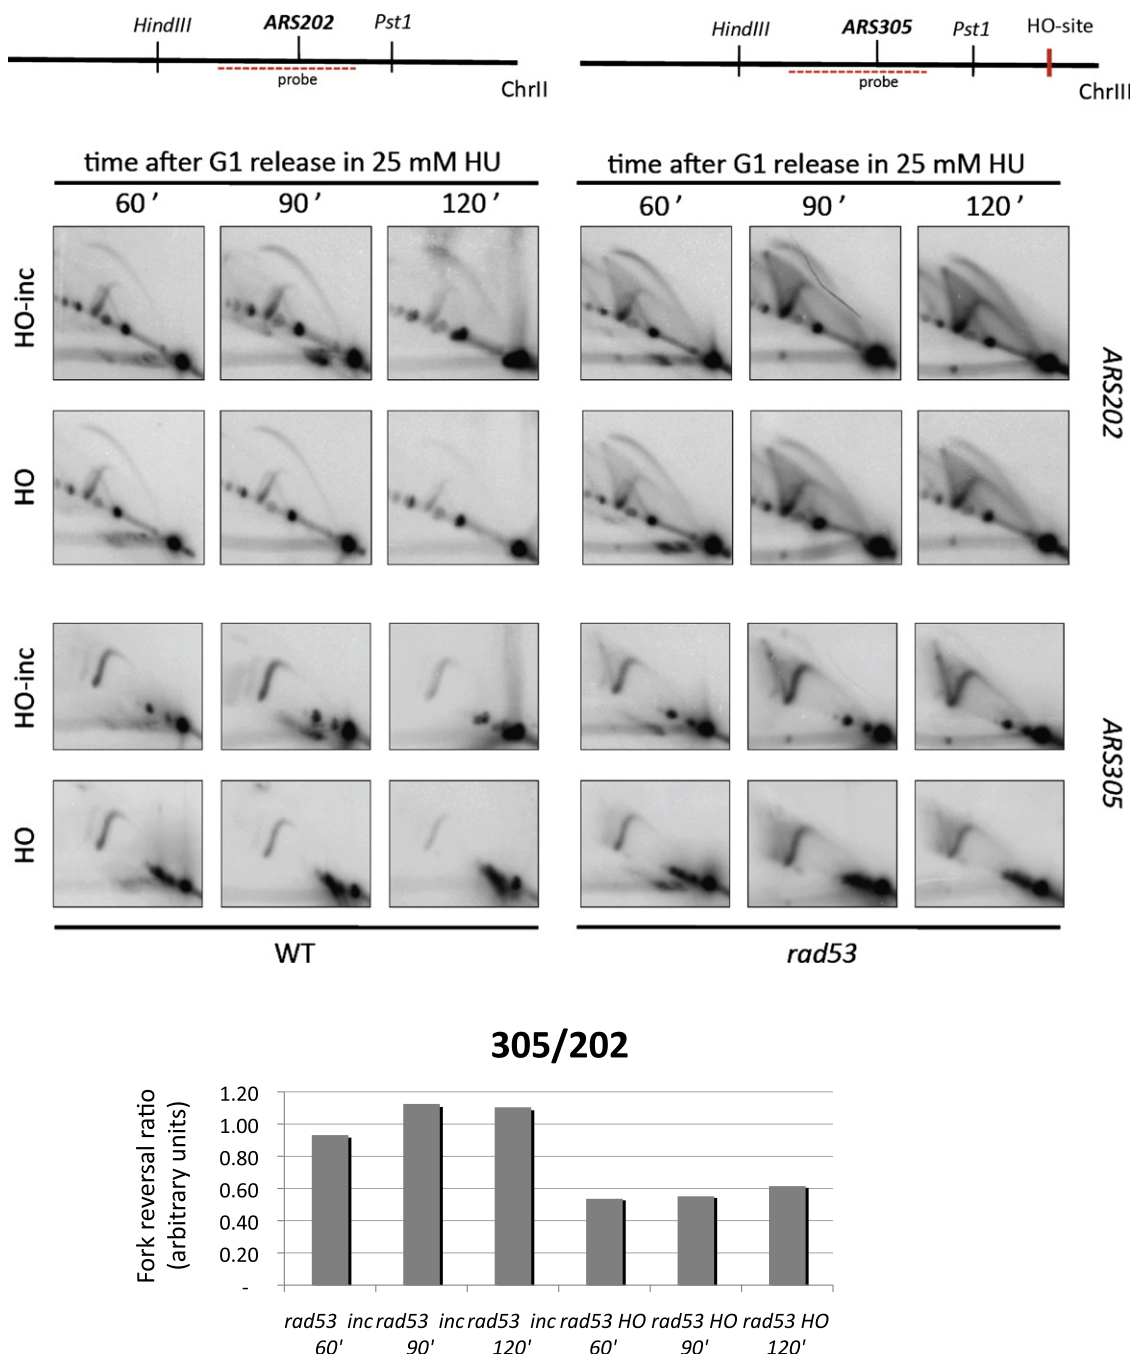 HindIII ARS202 Pst1
probe
ChrII
HindIII ARS305 Pst1 HO-site
probe
ChrIII
time after G1 release in 25 mM HU
60 ’ 90 ’ 120 ’
time after G1 release in 25 mM HU
60 ’ 90 ’ 120 ’
HO-inc
HO
ARS202
HO-inc
HO
ARS305
WT
rad53
305/202
Fork reversal ratio
(arbitrary units)
1.20
1.00
0.80
0.60
0.40
0.20
-
rad53 inc rad53 inc rad53 inc rad53 HO rad53 HO rad53 HO
60' 90' 120' 60' 90' 120'